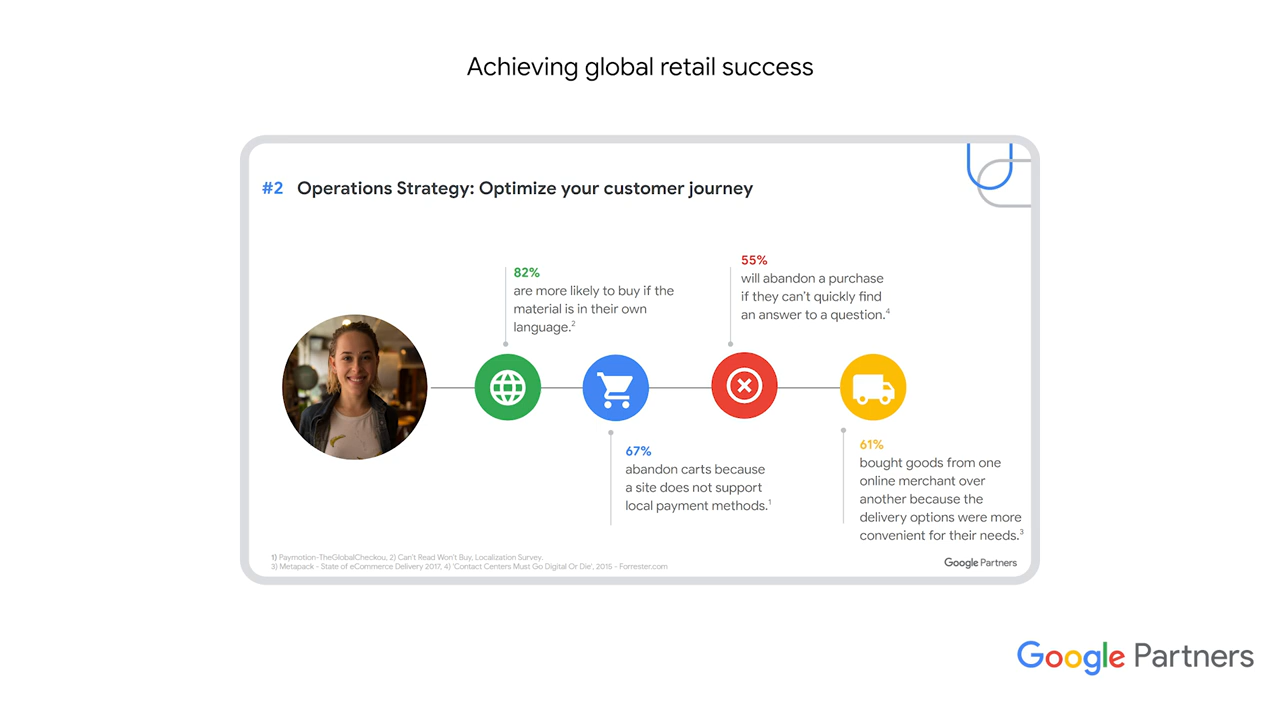 Achieving global retail success
#2 Operations Strategy: Optimize your customer journey
82%
are more likely to buy if the
material is in their own
language.2
67%
abandon carts because
a site does not support
local payment methods.1
55%
will abandon a purchase
if they can't quickly find
an answer to a question.4
61%
bought goods from one
online merchant over
another because the
delivery options were more
convenient for their needs.3
1) Paymotion-TheGlobalCheckou, 2) Can't Read Won't Buy, Localization Survey.
3) Metapack - State of eCommerce Delivery 2017, 4) 'Contact Centers Must Go Digital Or Die', 2015 - Forrester.com
Google Partners
Google Partners